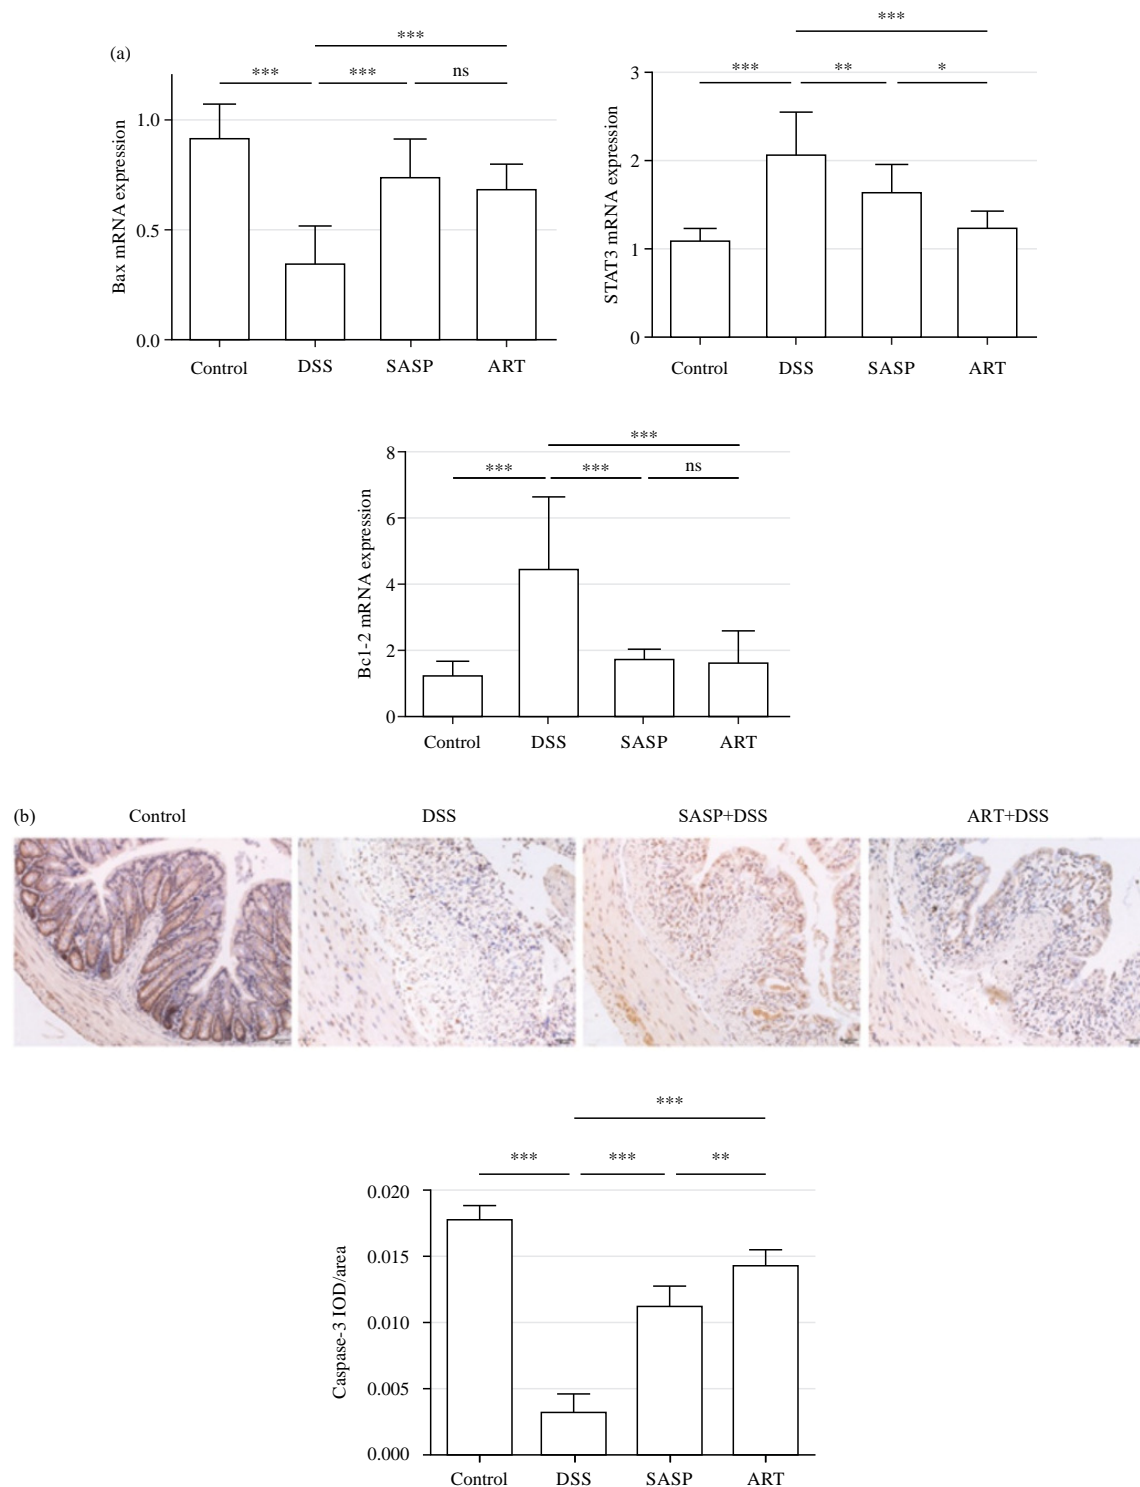 (a)
***
*** *** ns
1.0
0.5
0.0
Bax mRNA expression
Control DSS SASP ART
***
*** ** *
3
2
1
0
STAT3 mRNA expression
Control DSS SASP ART
***
*** *** ns
8
6
4
2
0
Bc1-2 mRNA expression
Control DSS SASP ART
(b)
Control DSS SASP+DSS ART+DSS
***
*** *** **
0.020
0.015
0.010
0.005
0.000
Caspase-3 IOD/area
Control DSS SASP ART